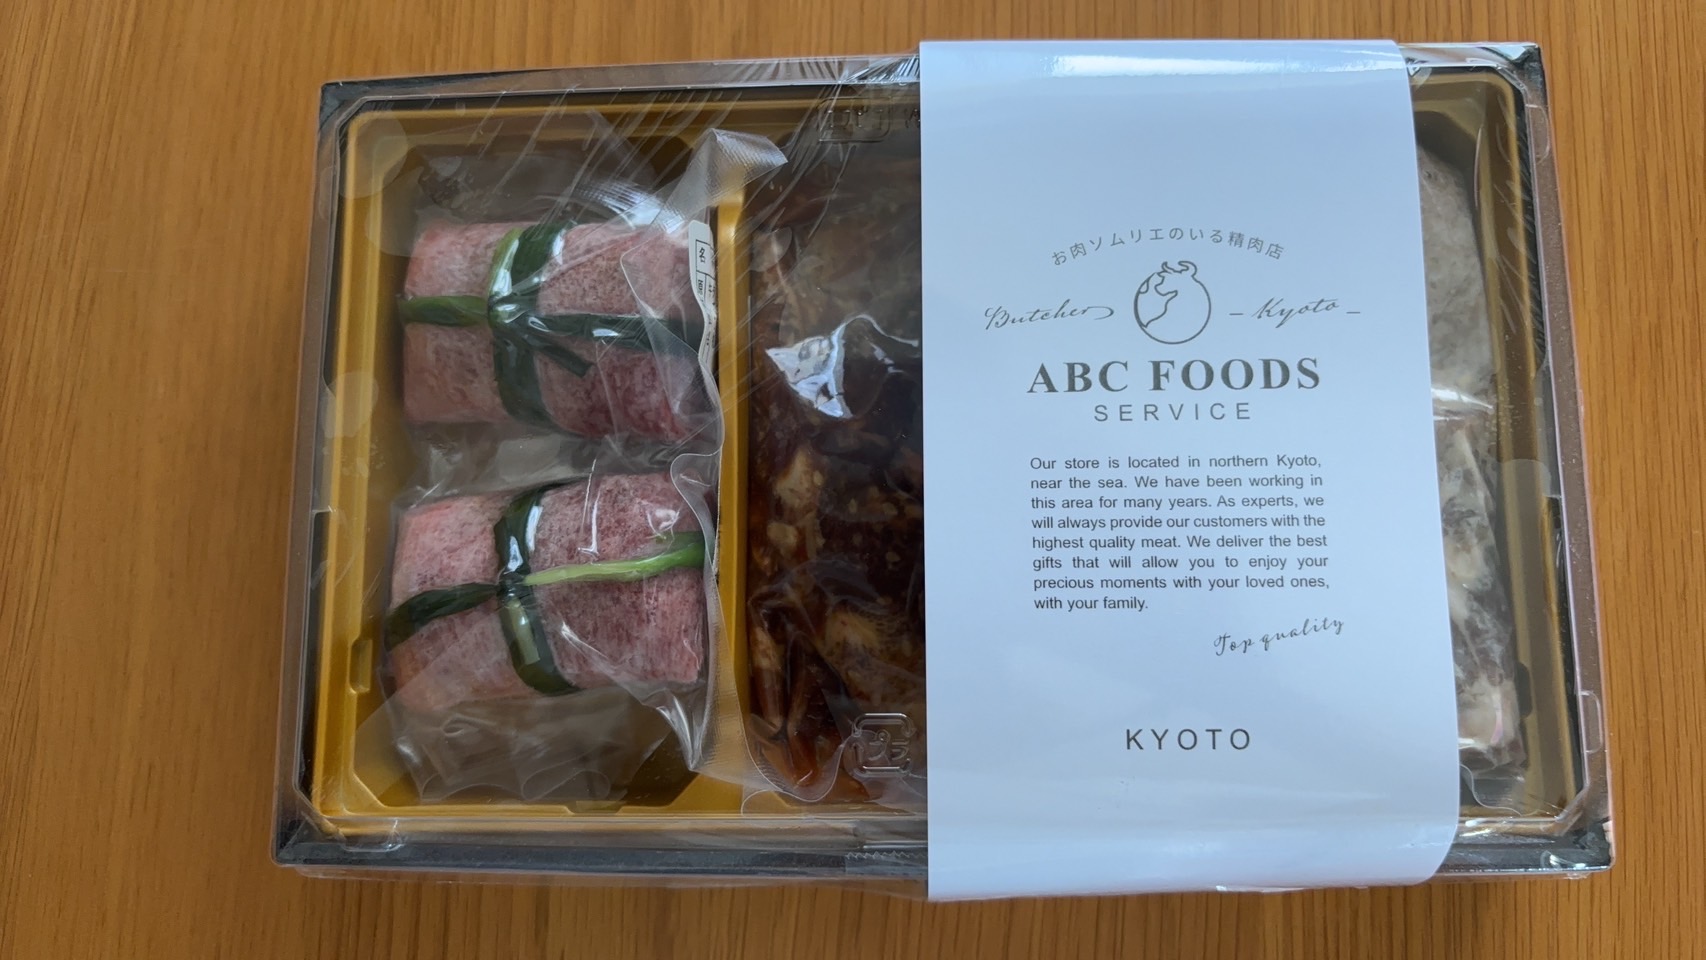 お肉ソムリエのいる精肉店
Butcher
- Kyoto -
ABC FOODS
SERVICE
Our store is located in northern Kyoto,
near the sea. We have been working in
this area for many years. As experts, we
will always provide our customers with the
highest quality meat. We deliver the best
gifts that will allow you to enjoy your
precious moments with your loved ones,
with your family.
Top quality
KYOTO
名
プラ